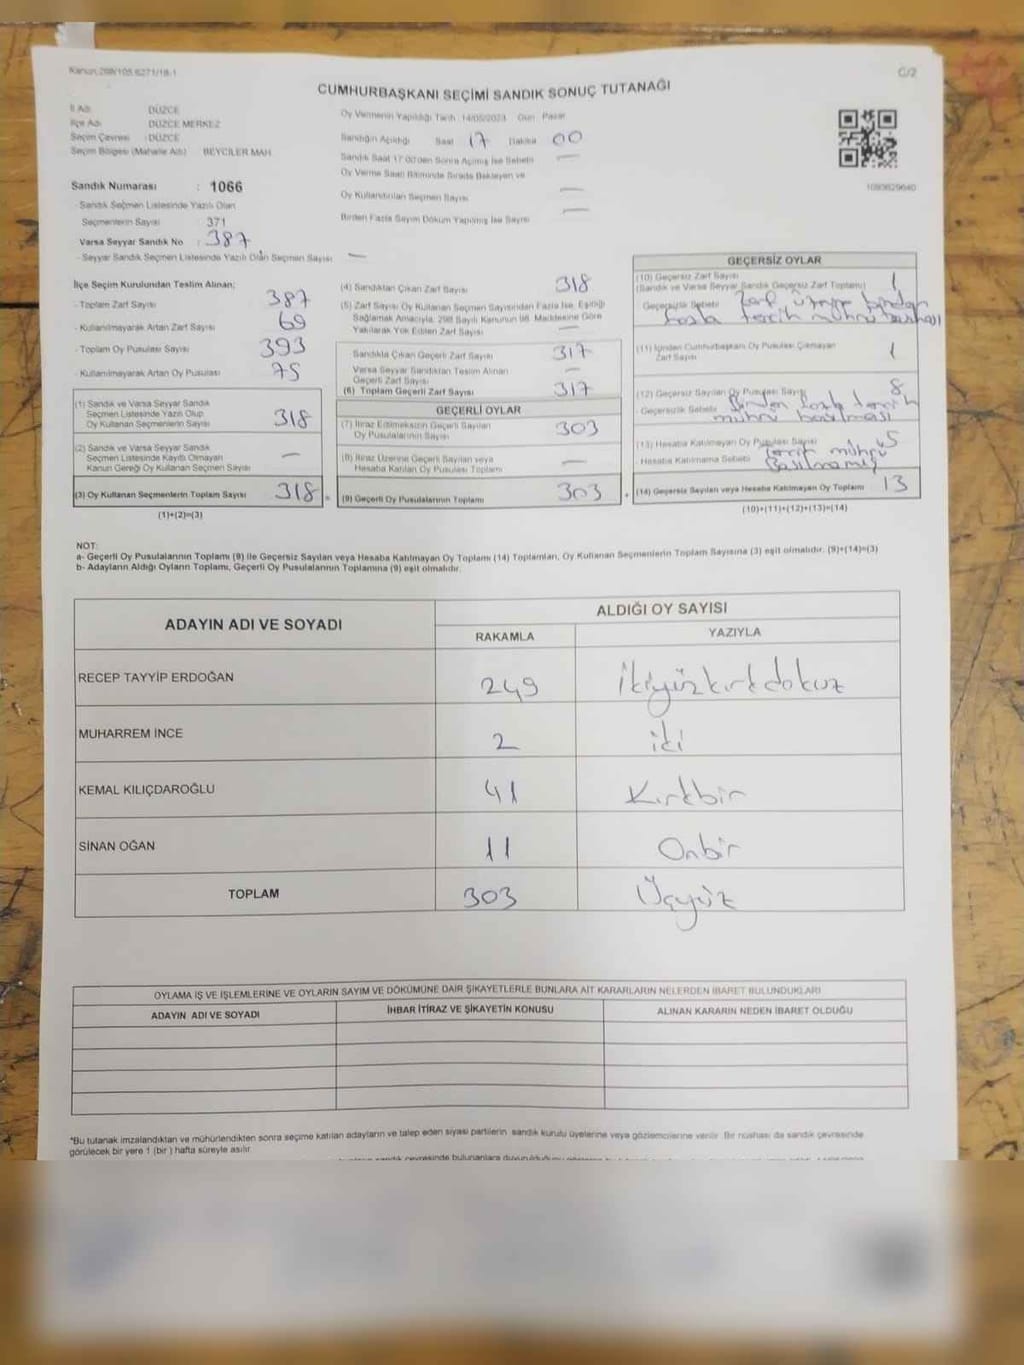 Kanun:298/105,6271/18-1
C/2
CUMHURBAŞKANI SEÇİMİ SANDIK SONUÇ TUTANAĞI
İl Adı : DÜZCE
İlçe Adı : DÜZCE MERKEZ
Seçim Çevresi : DÜZCE
Seçim Bölgesi (Mahalle Adı) : BEYCİLER MAH.
Sandık Numarası : 1066
- Sandık Seçmen Listesinde Yazılı Olan
Seçmenlerin Sayısı : 371
Varsa Seyyar Sandık No : 387
- Seyyar Sandık Seçmen Listesinde Yazılı Olan Seçmen Sayısı —
Oy Vermenin Yapıldığı Tarih 14/05/2023 Gün Pazar
Sandığın Açıldığı Saat 17 Dakika 00
Sandık Saat 17:00'den Sonra Açılmış İse Sebebi —
Oy Verme Saati Bitiminde Sırada Bekleyen ve
Oy Kullandırılan Seçmen Sayısı —
Birden Fazla Sayım Döküm Yapılmış İse Sayısı —
1080629640
İlçe Seçim Kurulundan Teslim Alınan;
- Toplam Zarf Sayısı 387
- Kullanılmayarak Artan Zarf Sayısı 69
- Toplam Oy Pusulası Sayısı 393
- Kullanılmayarak Artan Oy Pusulası 75
(1) Sandık ve Varsa Seyyar Sandık
Seçmen Listesinde Yazılı Olup
Oy Kullanan Seçmenlerin Sayısı 318
(2) Sandık ve Varsa Seyyar Sandık
Seçmen Listesinde Kayıtlı Olmayan
Kanun Gereği Oy Kullanan Seçmen Sayısı —
(3) Oy Kullanan Seçmenlerin Toplam Sayısı 318 =
(1)+(2)=(3)
(4) Sandıktan Çıkan Zarf Sayısı 318
(5) Zarf Sayısı Oy Kullanan Seçmen Sayısından Fazla İse, Eşitliği
Sağlamak Amacıyla, 298 Sayılı Kanunun 98. Maddesine Göre
Yakılarak Yok Edilen Zarf Sayısı —
Sandıkta Çıkan Geçerli Zarf Sayısı 317
Varsa Seyyar Sandıktan Teslim Alınan
Geçerli Zarf Sayısı —
(6) Toplam Geçerli Zarf Sayısı 317
GEÇERLİ OYLAR
(7) İtiraz Edilmeksizin Geçerli Sayılan
Oy Pusulalarının Sayısı 303
(8) İtiraz Üzerine Geçerli Sayılan veya
Hesaba Katılan Oy Pusulası Toplamı —
(9) Geçerli Oy Pusulalarının Toplamı 303 +
GEÇERSİZ OYLAR
(10) Geçersiz Zarf Sayısı
(Sandık ve Varsa Seyyar Sandık Geçersiz Zarf Toplamı) 1
Geçersizlik Sebebi: Zarf üzerine birden
fazla tercih mührü basılması
(11) İçinden Cumhurbaşkanı Oy Pusulası Çıkmayan
Zarf Sayısı 1
(12) Geçersiz Sayılan Oy Pusulası Sayısı 8
- Geçersizlik Sebebi: Birden fazla tercih
mührü basılması
(13) Hesaba Katılmayan Oy Pusulası Sayısı 5
- Hesaba Katılmama Sebebi: Tercih mührü
Basılmamış
(14) Geçersiz Sayılan veya Hesaba Katılmayan Oy Toplamı 13
(10)+(11)+(12)+(13)=(14)
NOT:
a- Geçerli Oy Pusulalarının Toplamı (9) ile Geçersiz Sayılan veya Hesaba Katılmayan Oy Toplamı (14) Toplamları, Oy Kullanan Seçmenlerin Toplam Sayısına (3) eşit olmalıdır. (9)+(14)=(3)
b- Adayların Aldığı Oyların Toplamı, Geçerli Oy Pusulalarının Toplamına (9) eşit olmalıdır.
ADAYIN ADI VE SOYADI
ALDIĞI OY SAYISI
RAKAMLA YAZIYLA
RECEP TAYYİP ERDOĞAN 249 İkiyüzkırkdokuz
MUHARREM İNCE 2 iki
KEMAL KILIÇDAROĞLU 41 Kırkbir
SİNAN OĞAN 11 Onbir
TOPLAM 303 Üçyüz
OYLAMA İŞ VE İŞLEMLERİNE VE OYLARIN SAYIM VE DÖKÜMÜNE DAİR ŞİKAYETLERLE BUNLARA AİT KARARLARIN NELERDEN İBARET BULUNDUKLARI
ADAYIN ADI VE SOYADI İHBAR İTİRAZ VE ŞİKAYETİN KONUSU ALINAN KARARIN NEDEN İBARET OLDUĞU
*Bu tutanak imzalandıktan ve mühürlendikten sonra seçime katılan adayların ve talep eden siyasi partilerin sandık kurulu üyelerine veya gözlemcilerine verilir. Bir nüshası da sandık çevresinde
görülecek bir yere 1 (bir) hafta süreyle asılır.